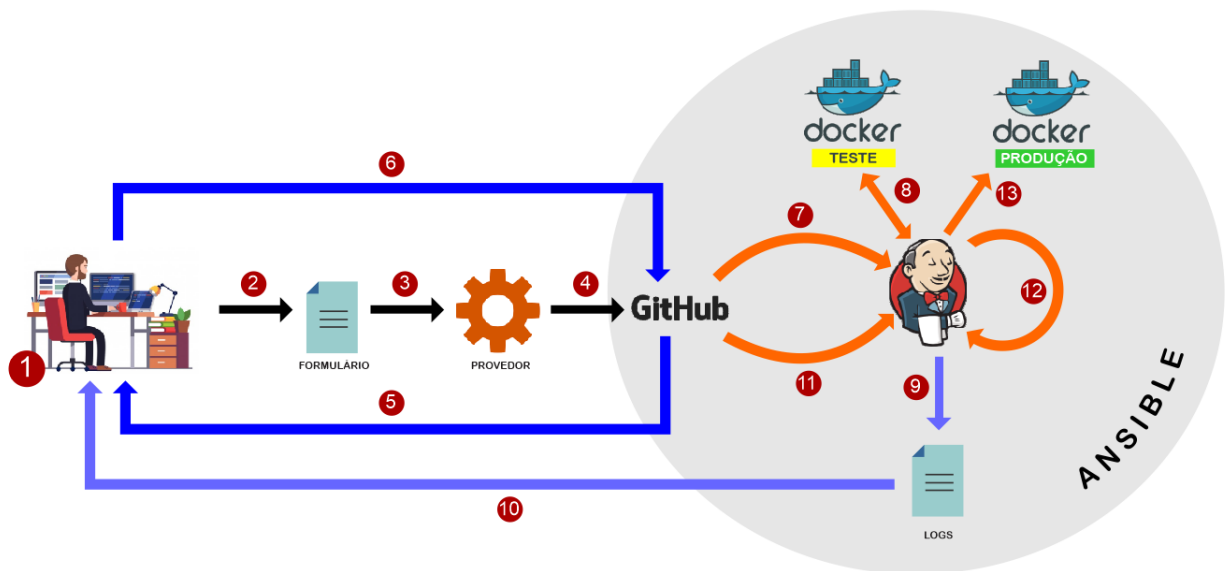 docker
TESTE
docker
PRODUÇÃO
6
8
13
7
2
3
4
GitHub
12
1
FORMULÁRIO
PROVEDOR
11
9
5
ANSIBLE
10
LOGS